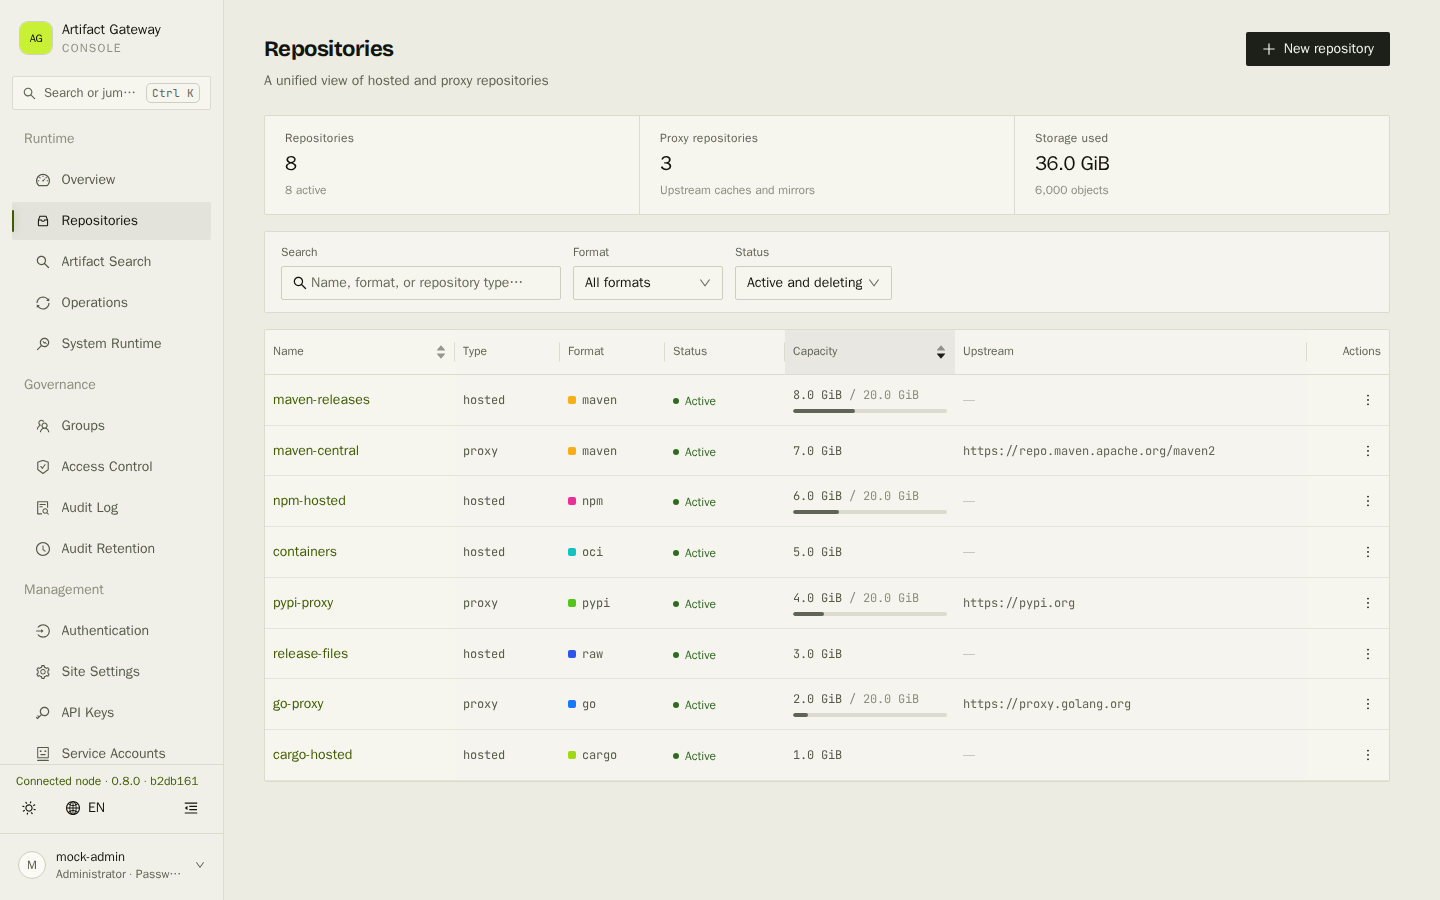 AG
Artifact Gateway
CONSOLE
Search or jum···
Ctrl K
Runtime
Overview
Repositories
Artifact Search
Operations
System Runtime
Governance
Groups
Access Control
Audit Log
Audit Retention
Management
Authentication
Site Settings
API Keys
Service Accounts
Connected node · 0.8.0 · b2db161
EN
M
mock-admin
Administrator · Passw···
Repositories
A unified view of hosted and proxy repositories
New repository
Repositories
8
8 active
Proxy repositories
3
Upstream caches and mirrors
Storage used
36.0 GiB
6,000 objects
Search
Name, format, or repository type···
Format
All formats
Status
Active and deleting
Name Type Format Status Capacity Upstream Actions
maven-releases hosted maven Active 8.0 GiB / 20.0 GiB —
maven-central proxy maven Active 7.0 GiB https://repo.maven.apache.org/maven2
npm-hosted hosted npm Active 6.0 GiB / 20.0 GiB —
containers hosted oci Active 5.0 GiB —
pypi-proxy proxy pypi Active 4.0 GiB / 20.0 GiB https://pypi.org
release-files hosted raw Active 3.0 GiB —
go-proxy proxy go Active 2.0 GiB / 20.0 GiB https://proxy.golang.org
cargo-hosted hosted cargo Active 1.0 GiB —